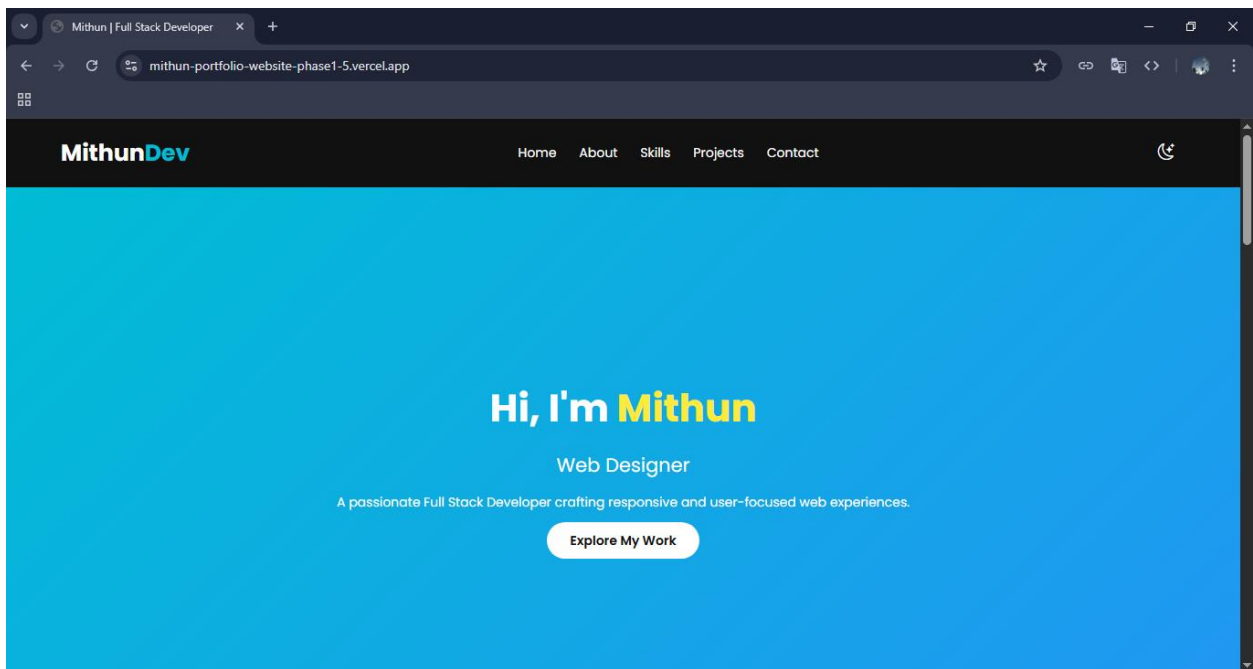 Mithun | Full Stack Developer
mithun-portfolio-website-phase1-5.vercel.app
MithunDev
Home About Skills Projects Contact
Hi, I'm Mithun
Web Designer
A passionate Full Stack Developer crafting responsive and user-focused web experiences.
Explore My Work